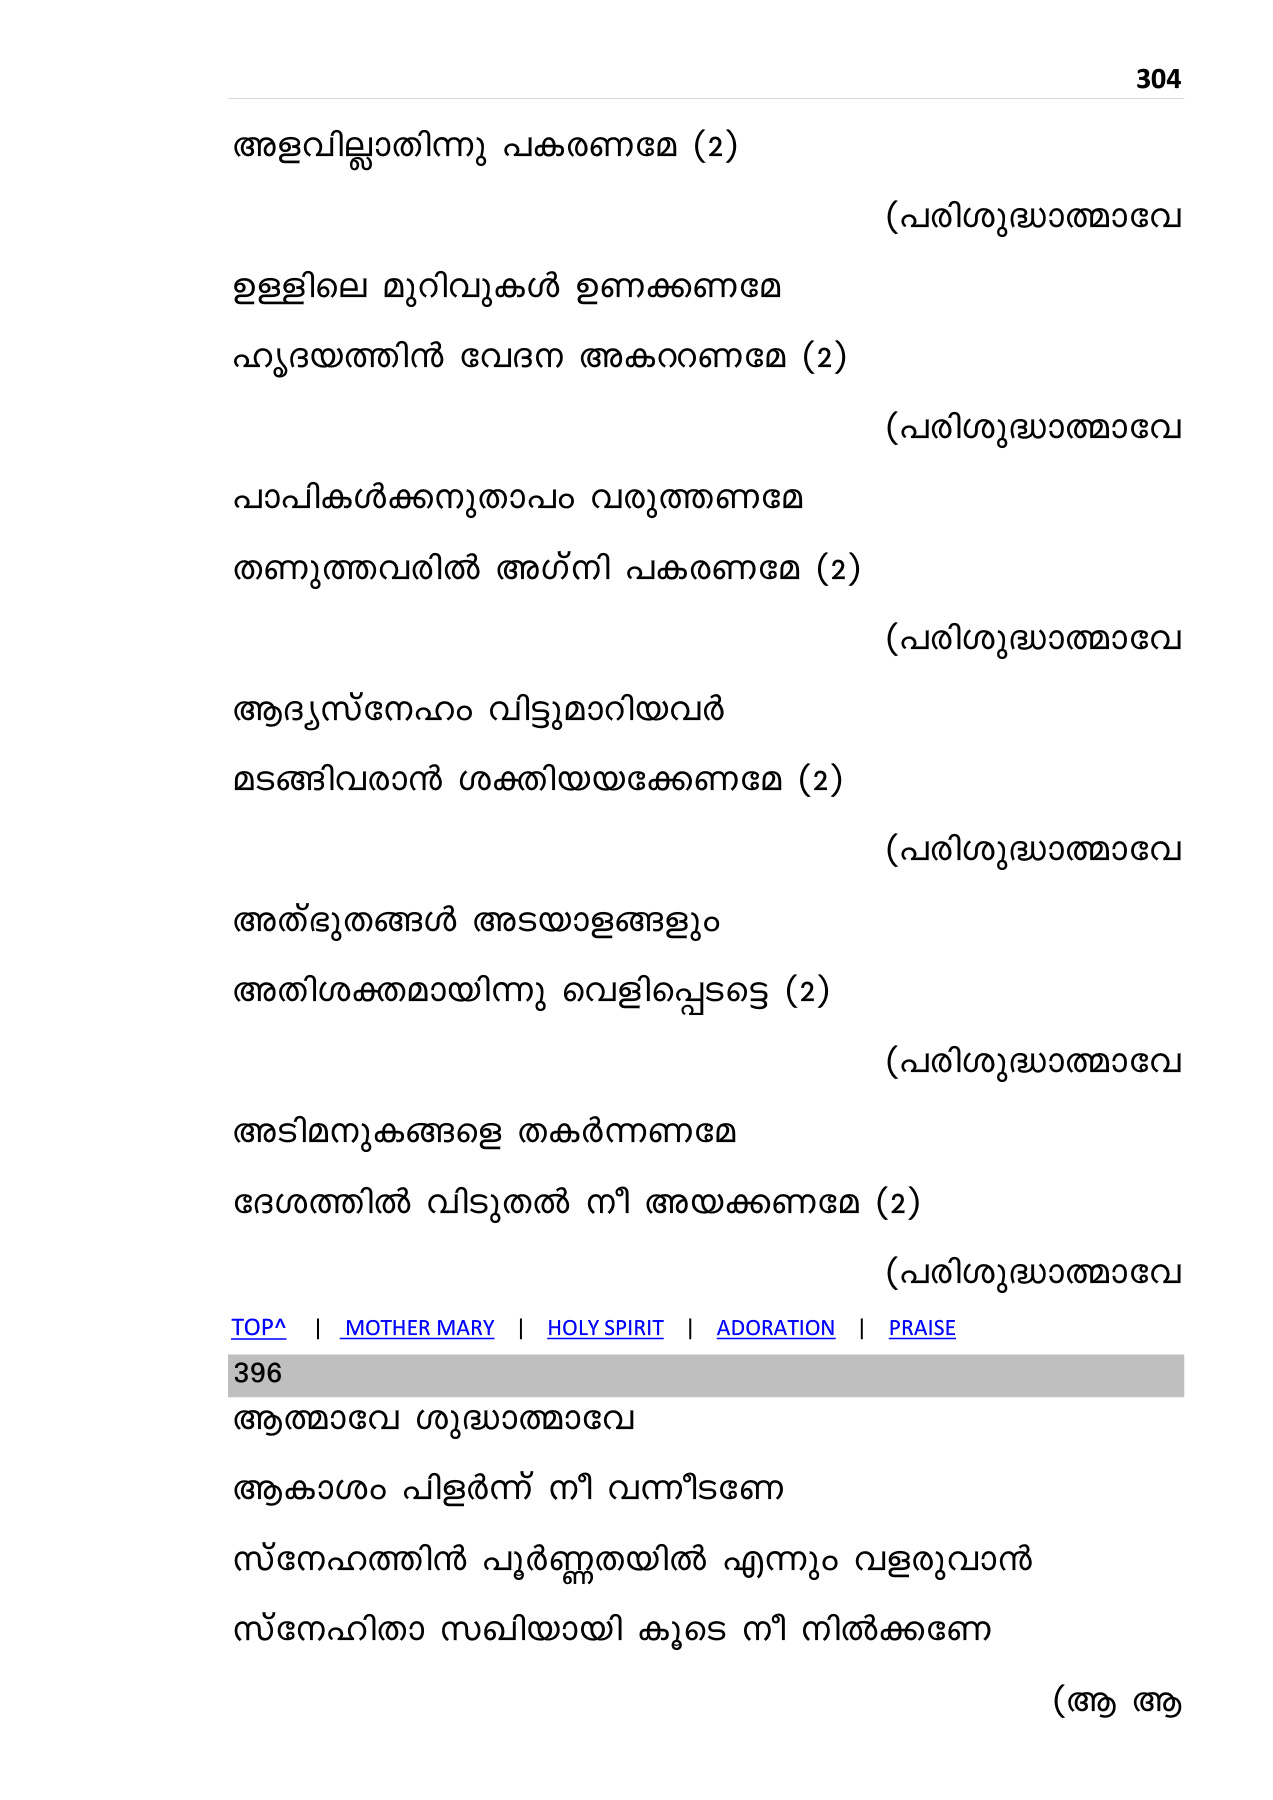 304
അളവില്ലാതിന്നു പകരണമേ (2)
(പരിശുദ്ധാത്മാവേ
ഉള്ളിലെ മുറിവുകൾ ഉണക്കണമേ
ഹൃദയത്തിൻ വേദന അകററണമേ (2)
(പരിശുദ്ധാത്മാവേ
പാപികൾക്കനുതാപം വരുത്തണമേ
തണുത്തവരിൽ അഗ്‌നി പകരണമേ (2)
(പരിശുദ്ധാത്മാവേ
ആദ്യസ്‌നേഹം വിട്ടുമാറിയവർ
മടങ്ങിവരാൻ ശക്തിയയക്കേണമേ (2)
(പരിശുദ്ധാത്മാവേ
അത്ഭുതങ്ങൾ അടയാളങ്ങളും
അതിശക്തമായിന്നു വെളിപ്പെടട്ടെ (2)
(പരിശുദ്ധാത്മാവേ
അടിമനുകങ്ങളെ തകർന്നണമേ
ദേശത്തിൽ വിടുതൽ നീ അയക്കണമേ (2)
(പരിശുദ്ധാത്മാവേ
TOP^ | MOTHER MARY | HOLY SPIRIT | ADORATION | PRAISE
396
ആത്മാവേ ശുദ്ധാത്മാവേ
ആകാശം പിളർന്ന് നീ വന്നീടണേ
സ്‌നേഹത്തിൻ പൂർണ്ണതയിൽ എന്നും വളരുവാൻ
സ്‌നേഹിതാ സഖിയായി കൂടെ നീ നിൽക്കണേ
(ആ ആ